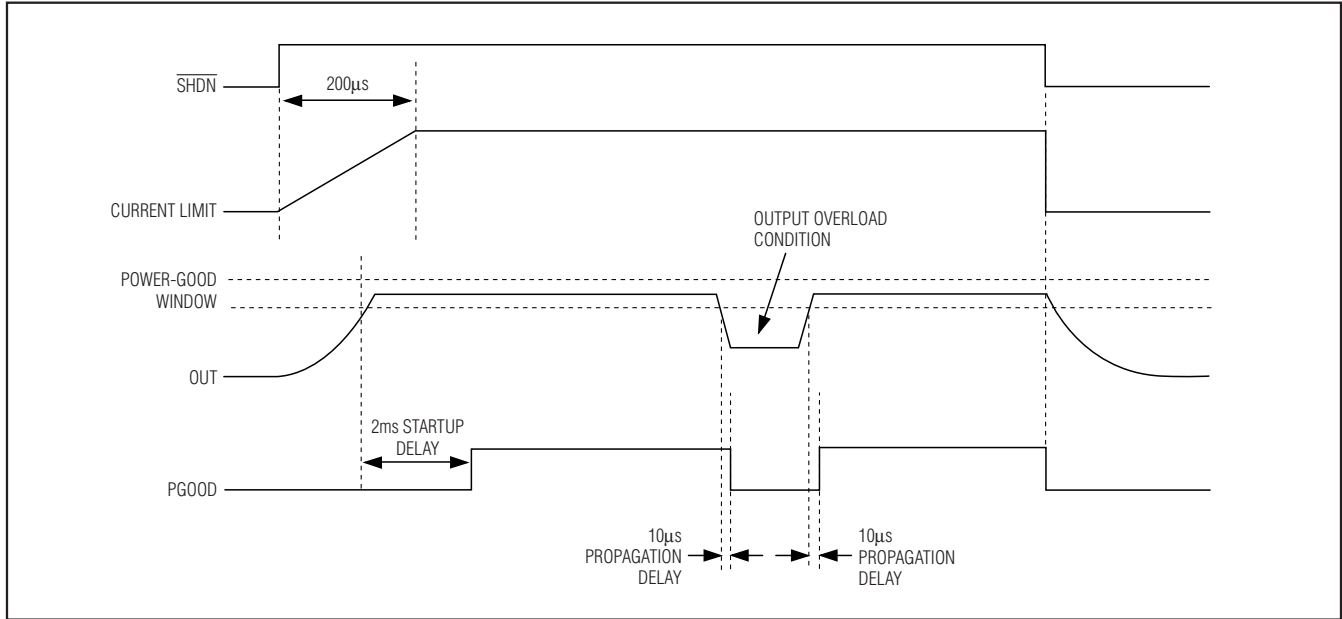 SHDN
200μs
CURRENT LIMIT
OUTPUT OVERLOAD
CONDITION
POWER-GOOD
WINDOW
OUT
2ms STARTUP
DELAY
PGOOD
10μs
PROPAGATION
DELAY
10μs
PROPAGATION
DELAY